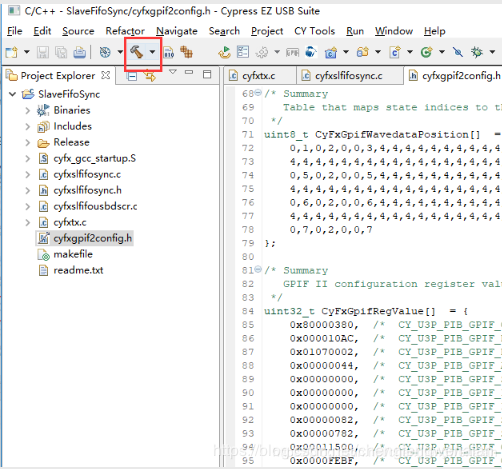 C/C++ - SlaveFifoSync/cyfxgpif2config.h - Cypress EZ USB Suite
File Edit Source Refactor Navigate Search Project CY Tools Run Window Help
Project Explorer
cyfxtx.c cyfxslfifosync.c cyfxgpif2config.h
SlaveFifoSync
Binaries
Includes
Release
cyfx_gcc_startup.S
cyfxslfifosync.c
cyfxslfifosync.h
cyfxslfifousbdscr.c
cyfxtx.c
cyfxgpif2config.h
makefile
readme.txt
68 /* Summary
69 Table that maps state indices to th
70 */
71 uint8_t CyFxGpifWavedataPosition[] =
72 0,1,0,2,0,0,3,4,4,4,4,4,4,4,4,4,4,
73 4,4,4,4,4,4,4,4,4,4,4,4,4,4,4,4,4,
74 0,5,0,2,0,0,5,4,4,4,4,4,4,4,4,4,4,
75 4,4,4,4,4,4,4,4,4,4,4,4,4,4,4,4,4,
76 0,6,0,2,0,0,6,4,4,4,4,4,4,4,4,4,4,
77 4,4,4,4,4,4,4,4,4,4,4,4,4,4,4,4,4,
78 0,7,0,2,0,0,7
79 };
80
81 /* Summary
82 GPIF II configuration register valu
83 */
84 uint32_t CyFxGpifRegValue[] = {
85 0x80000380, /* CY_U3P_PIB_GPIF_
86 0x000010AC, /* CY_U3P_PIB_GPIF_
87 0x01070002, /* CY_U3P_PIB_GPIF_
88 0x00000044, /* CY_U3P_PIB_GPIF_
89 0x00000000, /* CY_U3P_PIB_GPIF_
90 0x00000000, /* CY_U3P_PIB_GPIF_
91 0x00000000, /* CY_U3P_PIB_GPIF_
92 0x00000082, /* CY_U3P_PIB_GPIF_
93 0x00000782, /* CY_U3P_PIB_GPIF_
94 0x00011500, /* CY_U3P_PIB_GPIF_
95 0x0000FEBF, /* CY_U3P_PIB_GPIF_